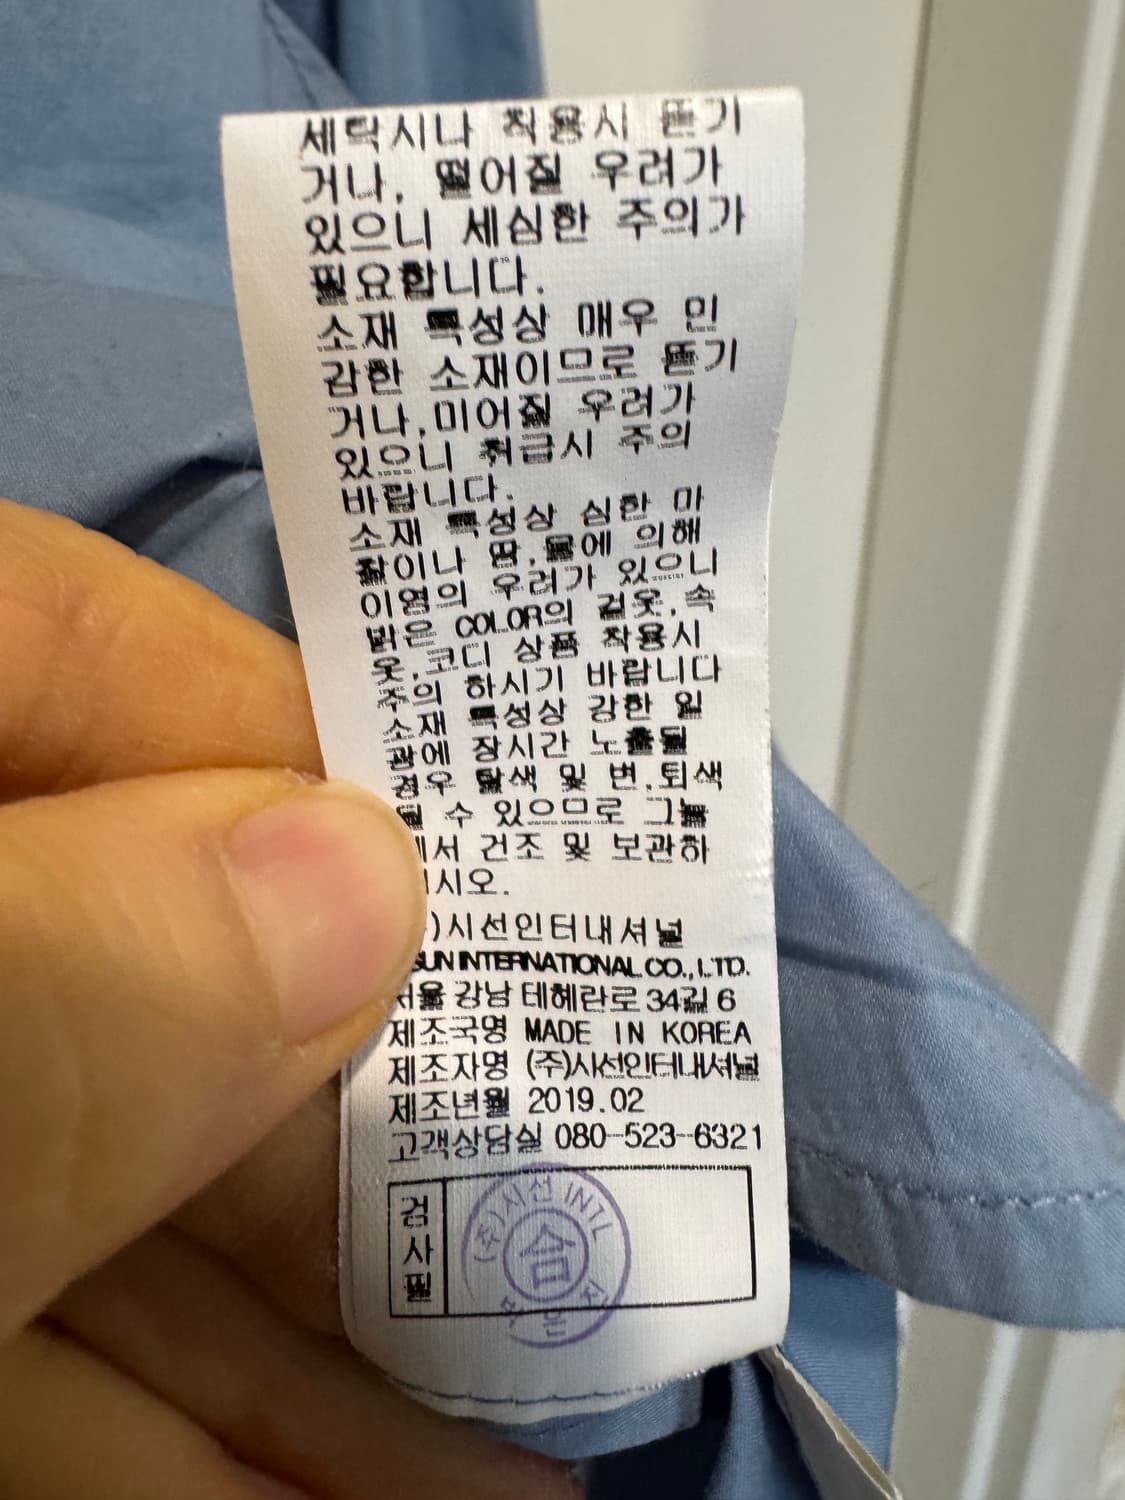 세탁시나 착용시 뜯기
거나, 떨어질 우려가
있으니 세심한 주의가
필요합니다.
소재 특성상 매우 민
감한 소재이므로 뜯기
거나,미어질 우려가
있으니 취급시 주의
바랍니다.
소재 특성상 심한 마
찰이나 땀,물에 의해
이염의 우려가 있으니
밝은 COLOR의 겉옷,속
옷,코디 상품 착용시
주의 하시기 바랍니다
소재 특성상 강한 일
광에 장시간 노출될
경우 탈색 및 변,퇴색
될 수 있으므로 그늘
에서 건조 및 보관하
시오.
)시선인터내셔널
SUN INTERNATIONAL CO., LTD.
서울 강남 테헤란로 34길 6
제조국명 MADE IN KOREA
제조자명 (주)시선인터내셔널
제조년월 2019.02
고객상담실 080-523-6321
검사필
(주)시선 INTL
합